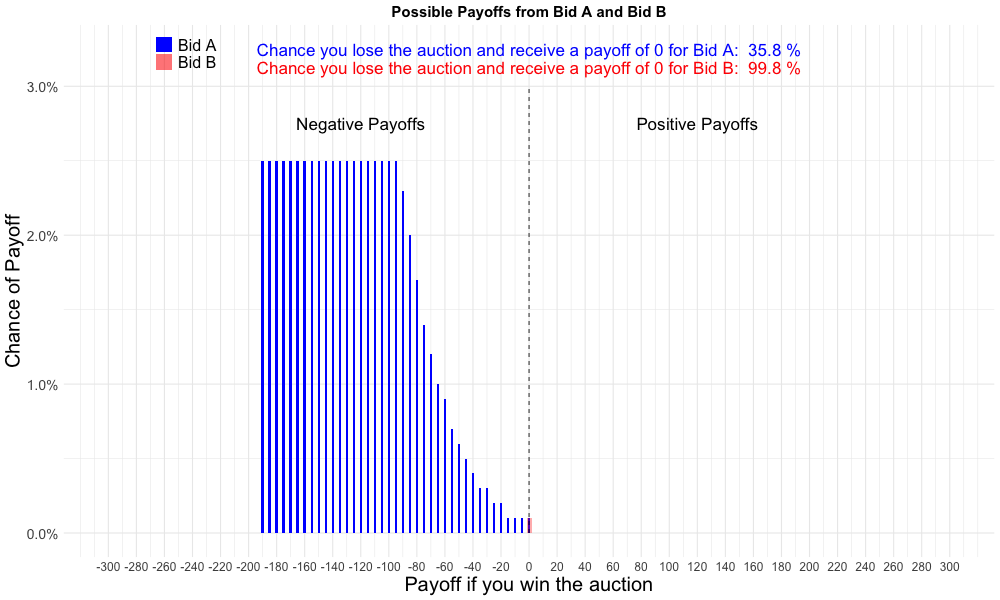 Possible Payoffs from Bid A and Bid B
Bid A
Bid B
Chance you lose the auction and receive a payoff of 0 for Bid A:  35.8 %
Chance you lose the auction and receive a payoff of 0 for Bid B:  99.8 %
Negative Payoffs
Positive Payoffs
Chance of Payoff
3.0%
2.0%
1.0%
0.0%
-300 -280 -260 -240 -220 -200 -180 -160 -140 -120 -100 -80 -60 -40 -20 0 20 40 60 80 100 120 140 160 180 200 220 240 260 280 300
Payoff if you win the auction